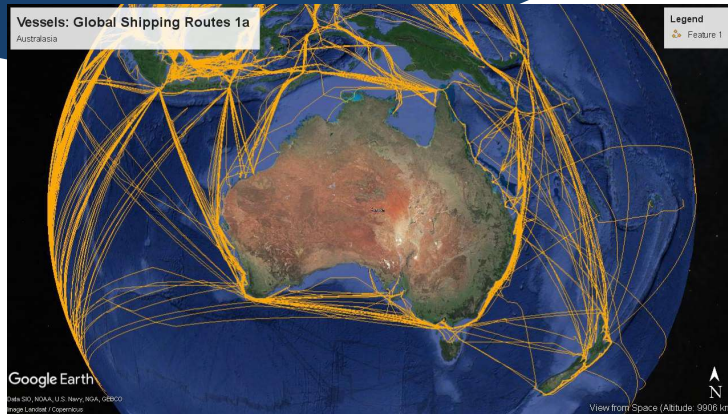 Vessels: Global Shipping Routes 1a
Australasia
Legend
Feature 1
Google Earth
Data SIO, NOAA, U.S. Navy, NGA, GEBCO
Image Landsat / Copernicus
N
View from Space (Altitude: 9906 km